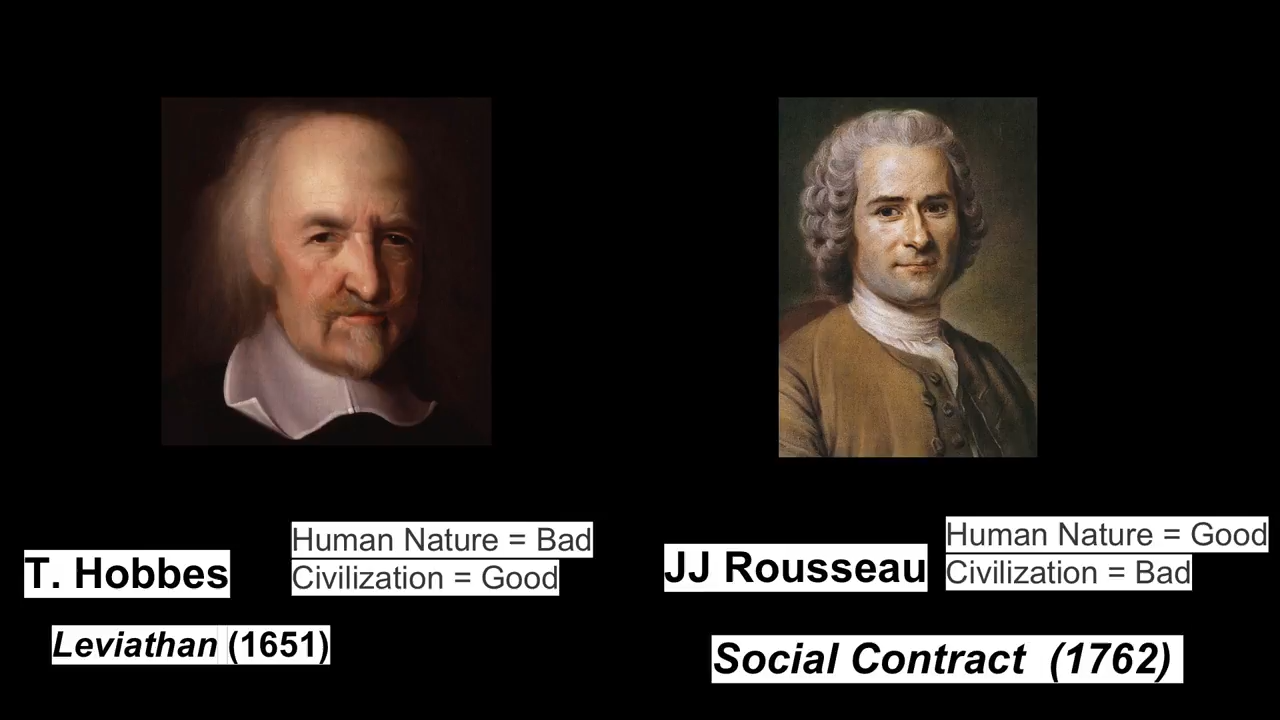 T. Hobbes
Human Nature = Bad
Civilization = Good
Leviathan (1651)
JJ Rousseau
Human Nature = Good
Civilization = Bad
Social Contract (1762)